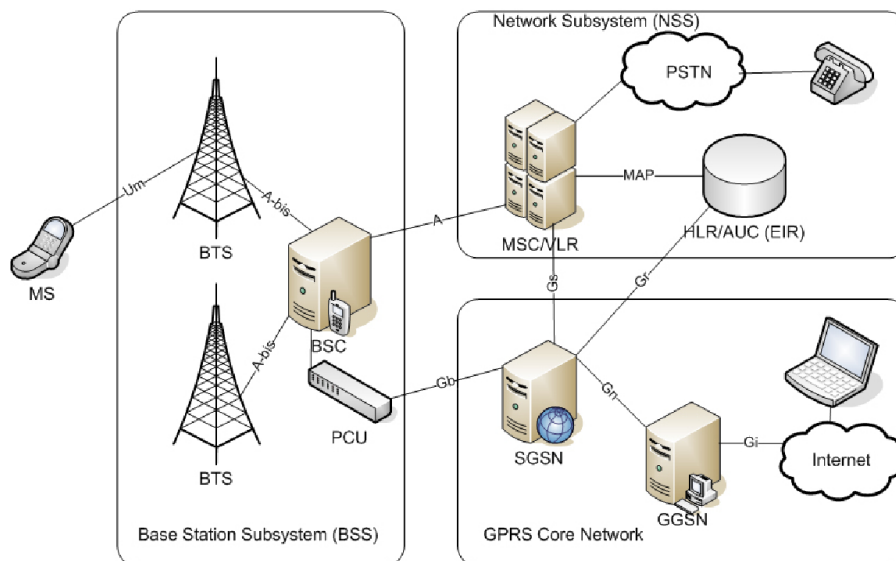 Network Subsystem (NSS)
PSTN
Um
A-bis
MAP
A
BTS
MSC/VLR
HLR/AUC (EIR)
MS
Gs
Gr
A-bis
BSC
Gb
Gn
PCU
SGSN
Gi
Internet
BTS
GGSN
Base Station Subsystem (BSS)
GPRS Core Network